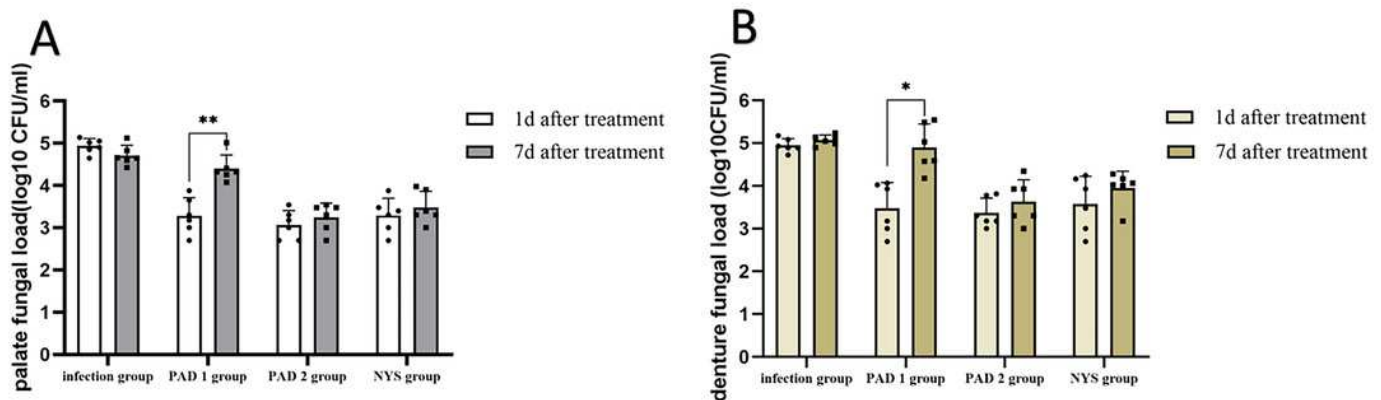 A
palate fungal load(log10 CFU/ml)
6
5
4
3
2
1
0
**
infection group
PAD 1 group
PAD 2 group
NYS group
1d after treatment
7d after treatment
B
denture fungal load (log10CFU/ml)
6
5
4
3
2
1
0
*
infection group
PAD 1 group
PAD 2 group
NYS group
1d after treatment
7d after treatment